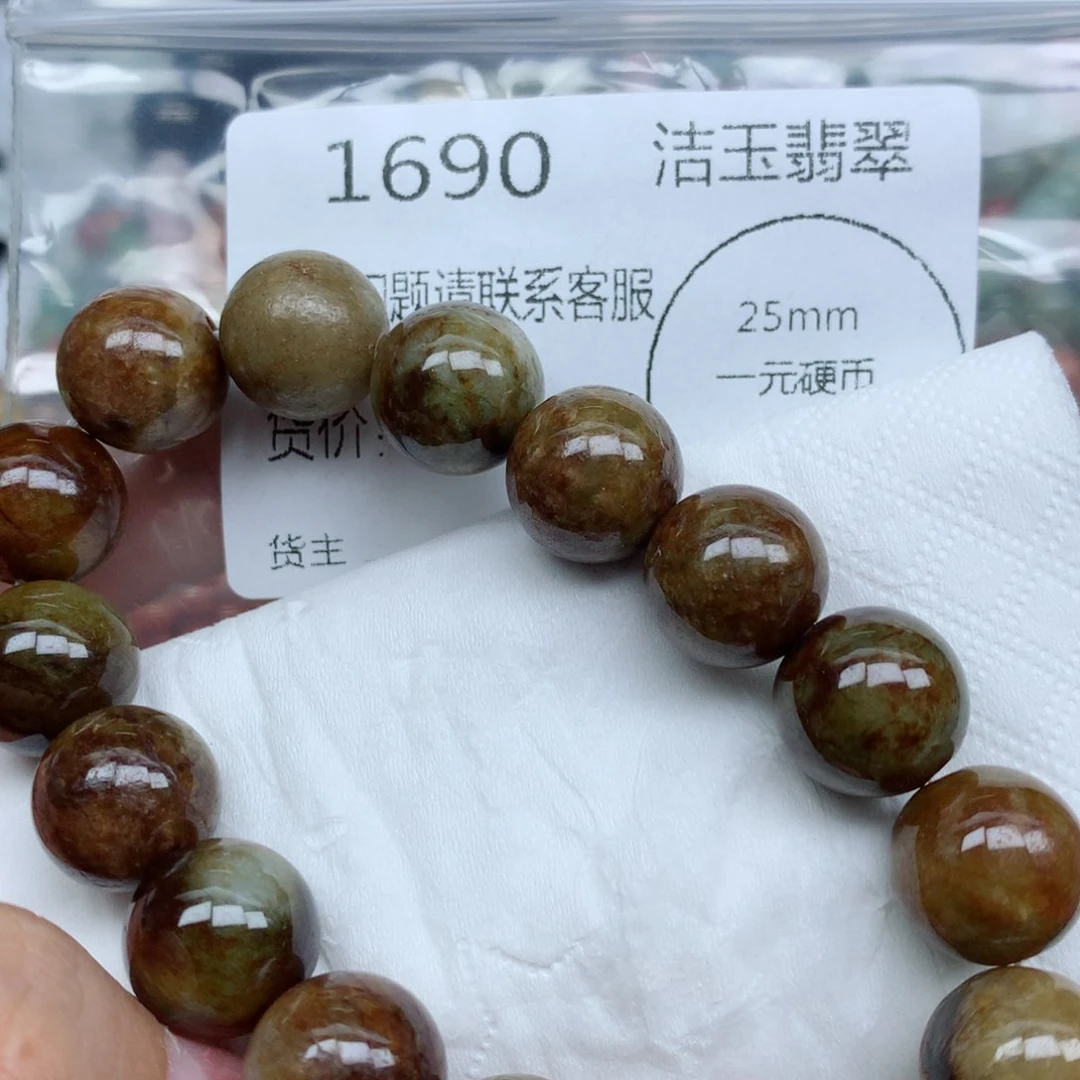 1690 洁玉翡翠
问题请联系客服
25mm
一元硬币
货价:
货主